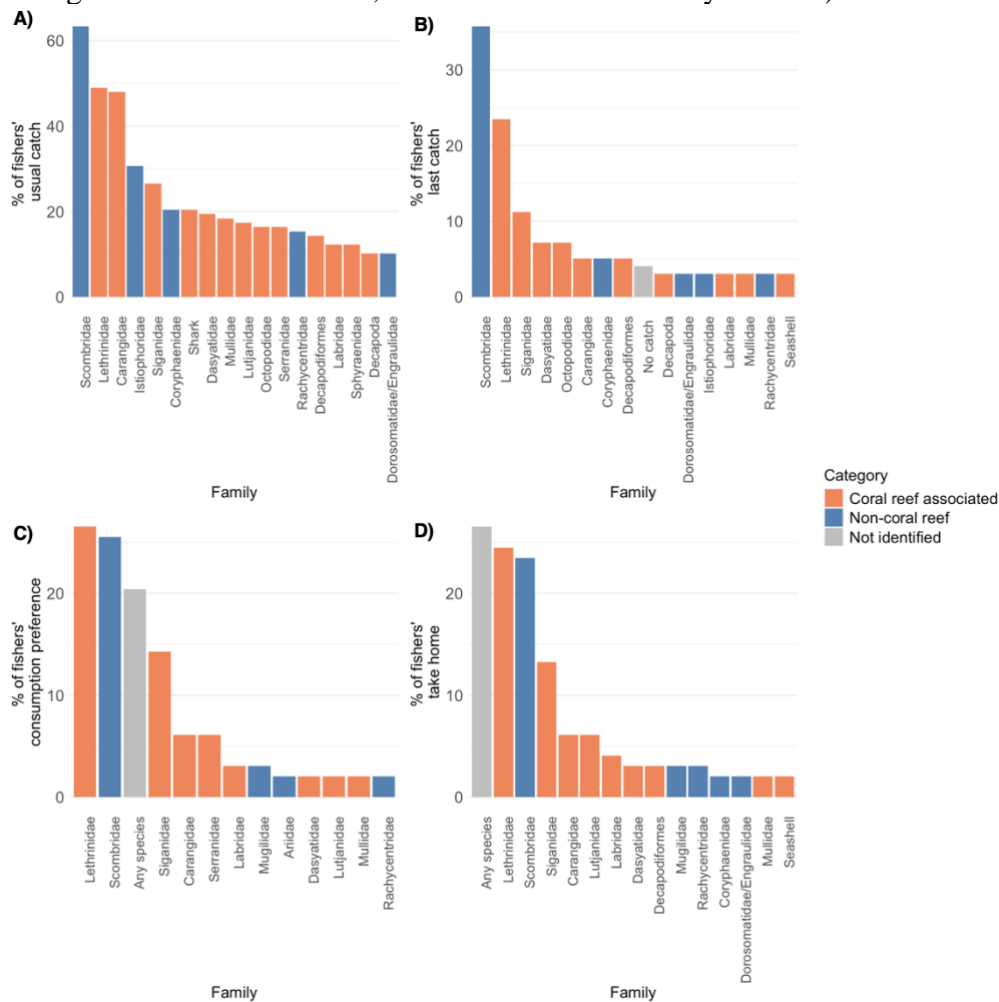 A)
% of fishers'
usual catch
60
40
20
0
Scombridae
Lethrinidae
Carangidae
Istiophoridae
Siganidae
Coryphaenidae
Shark
Dasyatidae
Mullidae
Lutjanidae
Octopodidae
Serranidae
Rachycentridae
Decapodiformes
Labridae
Sphyraenidae
Decapoda
Dorosomatidae/Engraulidae
Family
B)
% of fishers'
last catch
30
20
10
0
Scombridae
Lethrinidae
Siganidae
Dasyatidae
Octopodidae
Carangidae
Coryphaenidae
Decapodiformes
No catch
Decapoda
Dorosomatidae/Engraulidae
Istiophoridae
Labridae
Mullidae
Rachycentridae
Seashell
Family
Category
Coral reef associated
Non-coral reef
Not identified
C)
% of fishers'
consumption preference
20
10
0
Lethrinidae
Scombridae
Any species
Siganidae
Carangidae
Serranidae
Labridae
Mugilidae
Ariidae
Dasyatidae
Lutjanidae
Mullidae
Rachycentridae
Family
D)
% of fishers'
take home
20
10
0
Any species
Lethrinidae
Scombridae
Siganidae
Carangidae
Lutjanidae
Labridae
Dasyatidae
Decapodiformes
Mugilidae
Rachycentridae
Coryphaenidae
Dorosomatidae/Engraulidae
Mullidae
Seashell
Family